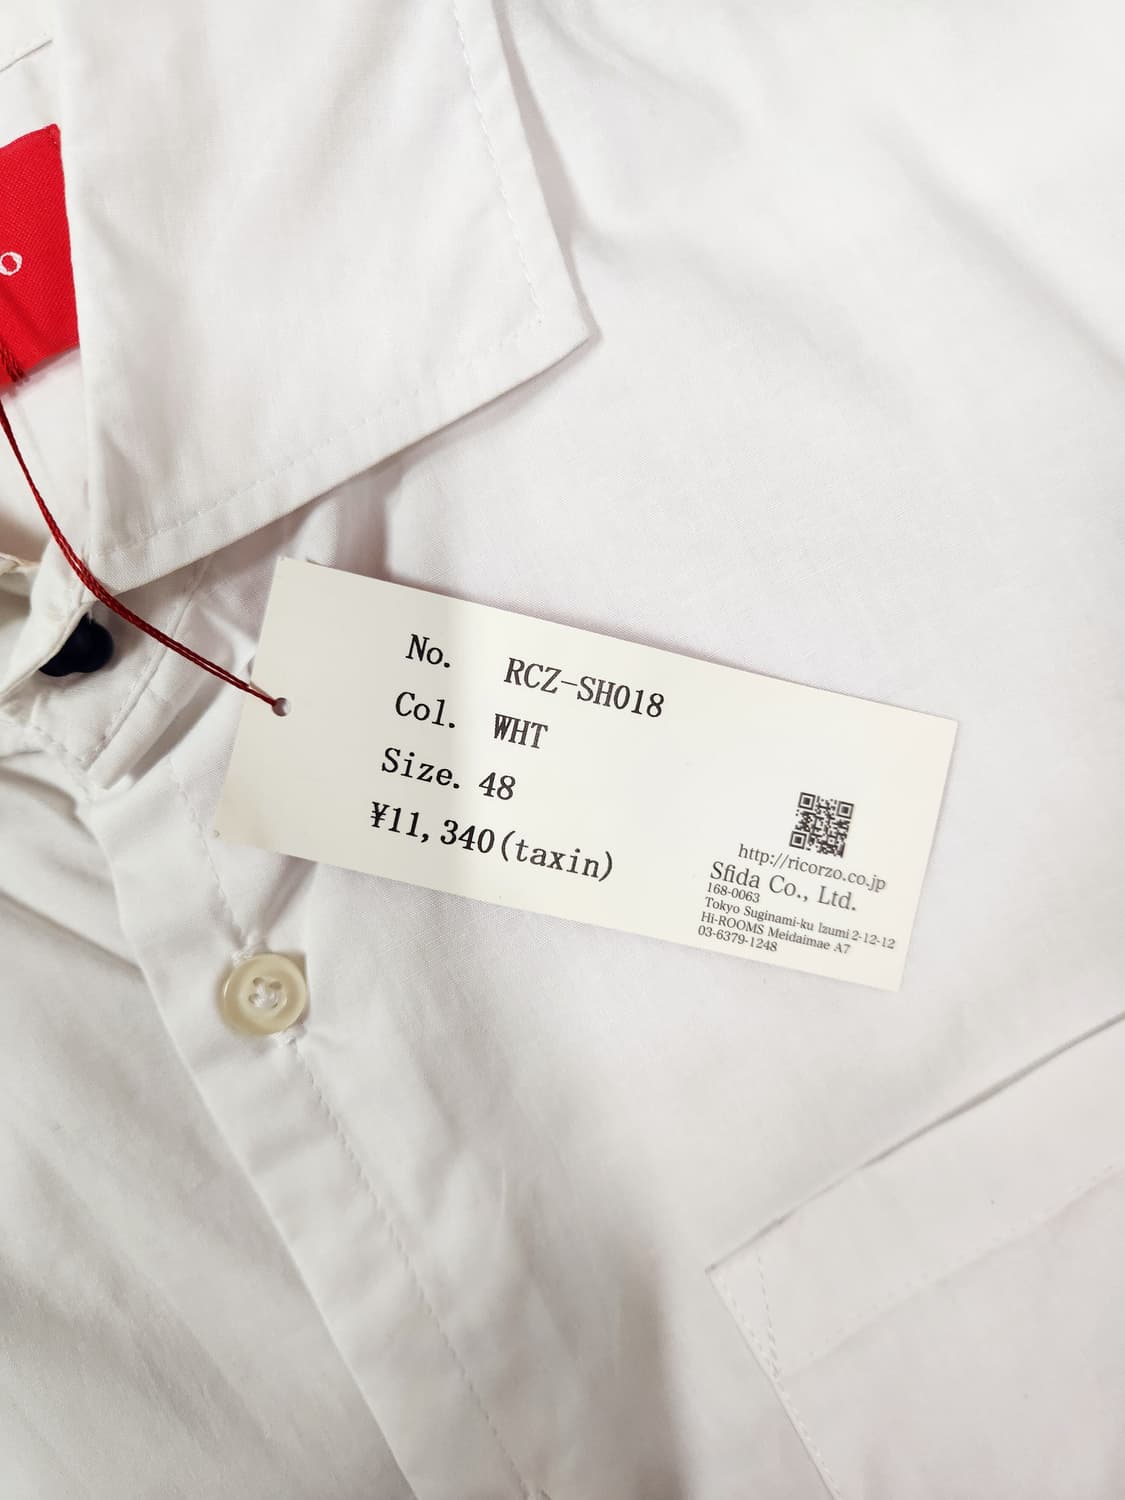 o
No. RCZ-SH018
Col. WHT
Size. 48
¥11,340(taxin)
http://ricorzo.co.jp
Sfida Co., Ltd.
168-0063
Tokyo Suginami-ku Izumi 2-12-12
Hi-ROOMS Meidaimae A7
03-6379-1248